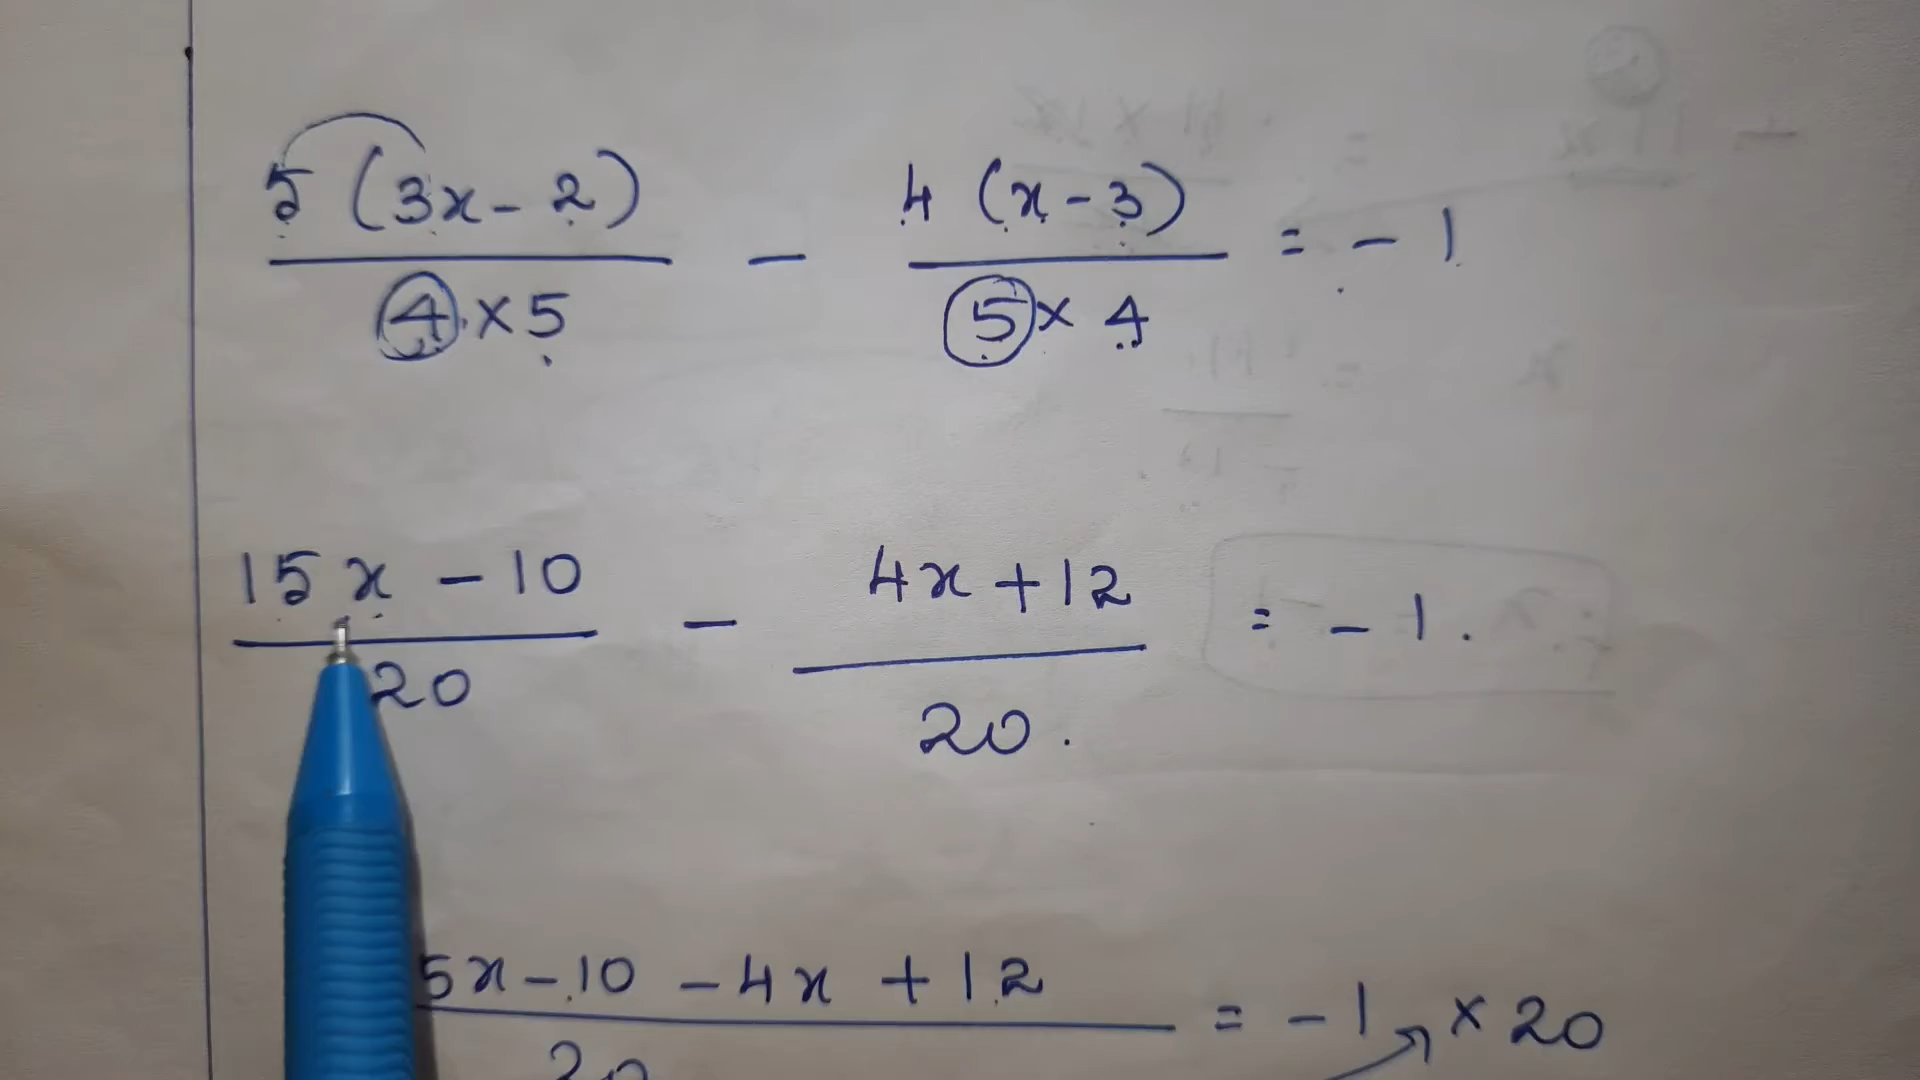 5 (3x - 2) / 4 × 5 - 4 (x - 3) / 5 × 4 = - 1
15x - 10 / 20 - 4x + 12 / 20. = - 1.
5x - 10 - 4x + 12 / 20 = - 1 × 20